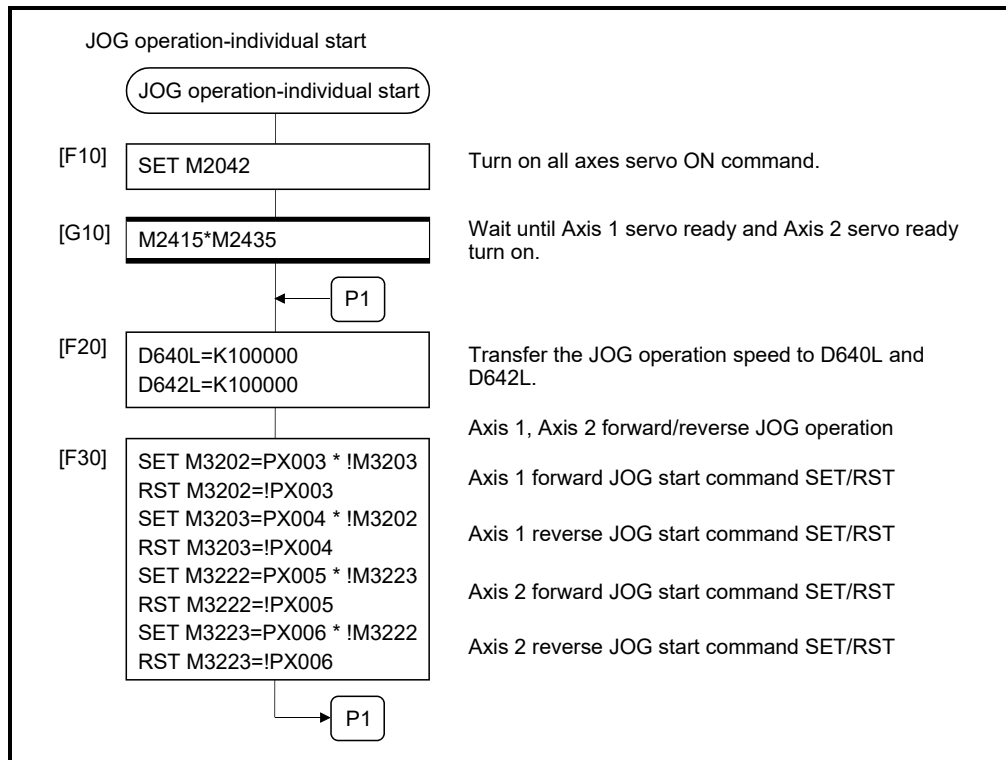 JOG operation-individual start
JOG operation-individual start
[F10]
SET M2042
Turn on all axes servo ON command.
[G10]
M2415*M2435
Wait until Axis 1 servo ready and Axis 2 servo ready
turn on.
P1
[F20]
D640L=K100000
D642L=K100000
Transfer the JOG operation speed to D640L and
D642L.
Axis 1, Axis 2 forward/reverse JOG operation
[F30]
SET M3202=PX003 * !M3203
Axis 1 forward JOG start command SET/RST
RST M3202=!PX003
SET M3203=PX004 * !M3202
Axis 1 reverse JOG start command SET/RST
RST M3203=!PX004
SET M3222=PX005 * !M3223
Axis 2 forward JOG start command SET/RST
RST M3222=!PX005
SET M3223=PX006 * !M3222
Axis 2 reverse JOG start command SET/RST
RST M3223=!PX006
P1